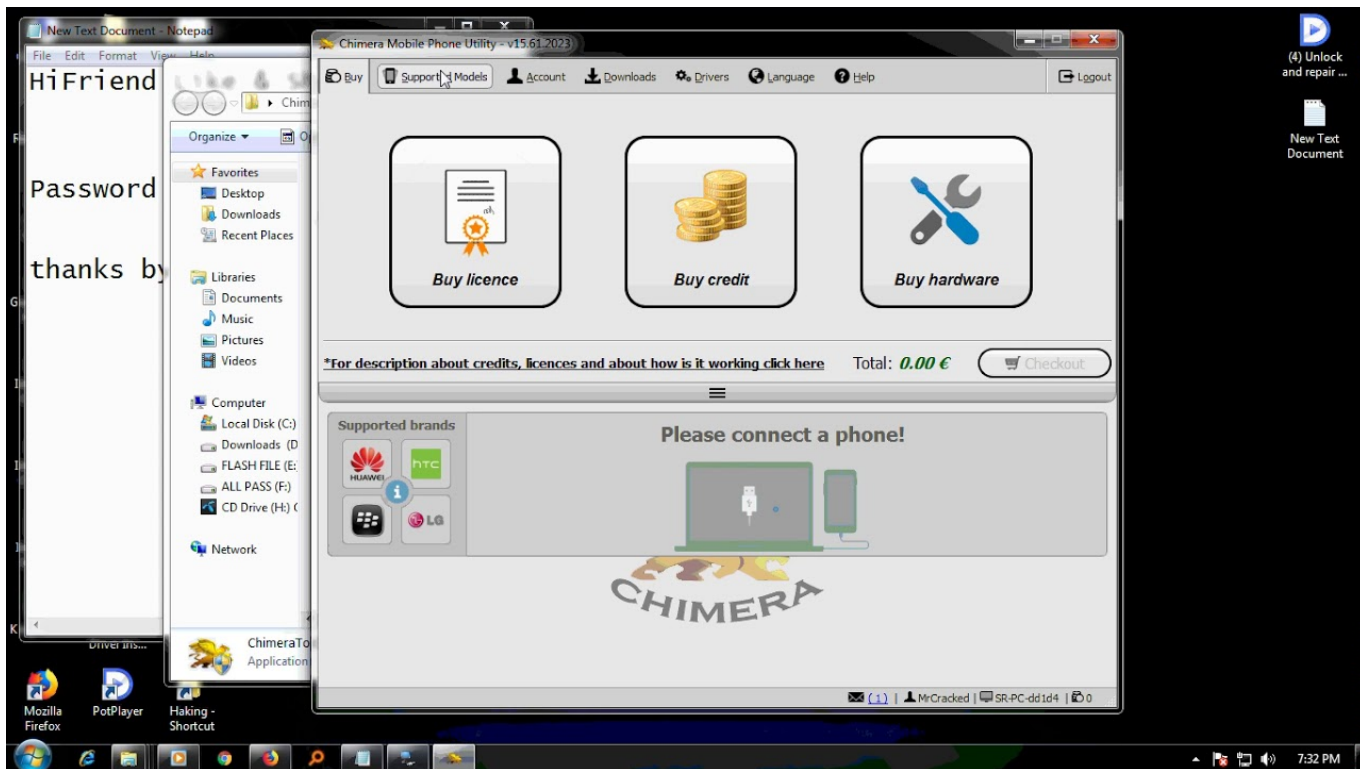 New Text Document - Notepad
File Edit Format View Help
HiFriend
Password
thanks by
Chim
Organize
Favorites
Desktop
Downloads
Recent Places
Libraries
Documents
Music
Pictures
Videos
Computer
Local Disk (C:)
Downloads (D
FLASH FILE (E:
ALL PASS (F:)
CD Drive (H:) (
Network
ChimeraTo
Application
Chimera Mobile Phone Utility - v15.61.2023
Buy Supported Models Account Downloads Drivers Language Help Logout
Buy licence Buy credit Buy hardware
*For description about credits, licences and about how is it working click here Total: 0.00 € Checkout
Supported brands
HUAWEI hTC
LG
Please connect a phone!
CHIMERA
(1) | MrCracked | SR-PC-dd1d4 | 0
(4) Unlock
and repair ...
New Text
Document
Driver Ins...
Mozilla
Firefox
PotPlayer
Haking -
Shortcut
7:32 PM